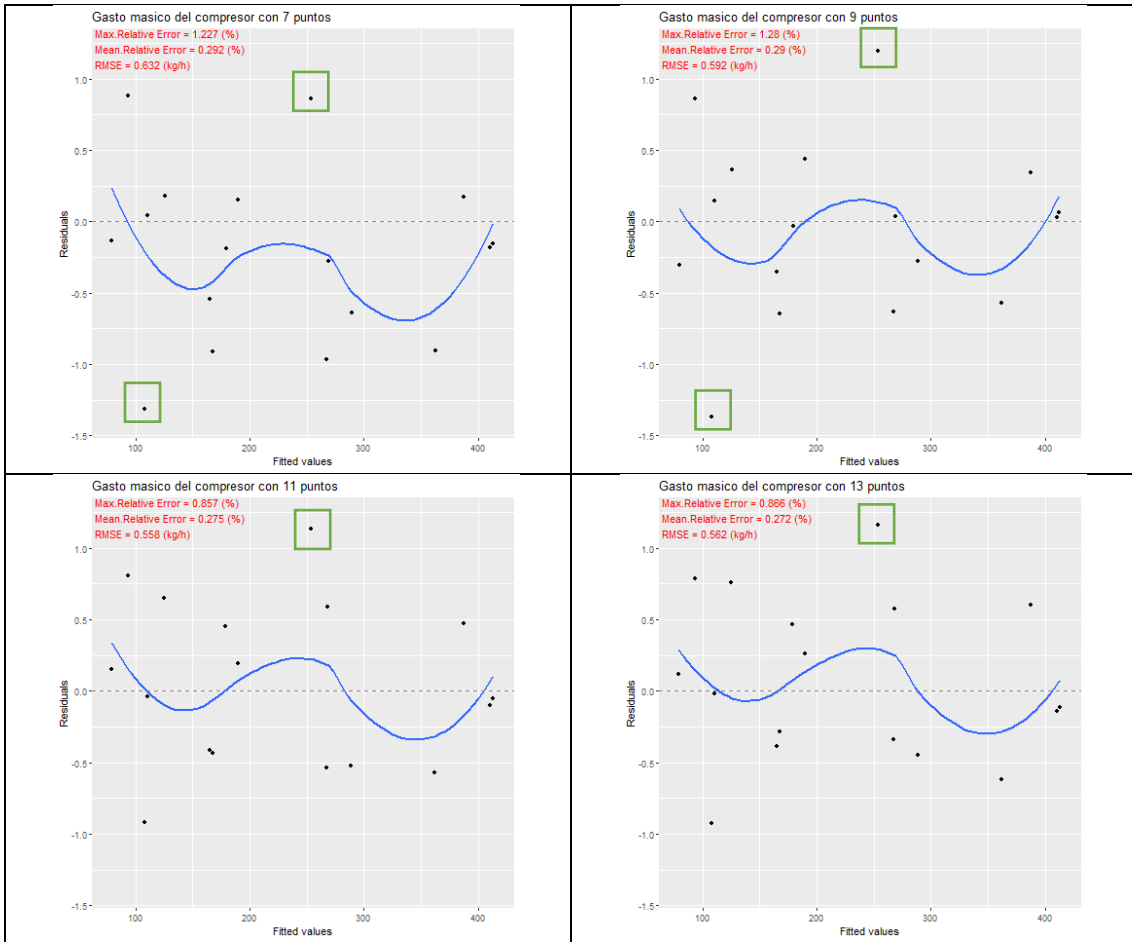 Gasto masico del compresor con 7 puntos
Max.Relative Error = 1.227 (%)
Mean.Relative Error = 0.292 (%)
RMSE = 0.632 (kg/h)
1.0
0.5
0.0
-0.5
-1.0
-1.5
Residuals
100 200 300 400
Fitted values
Gasto masico del compresor con 9 puntos
Max.Relative Error = 1.28 (%)
Mean.Relative Error = 0.29 (%)
RMSE = 0.592 (kg/h)
1.0
0.5
0.0
-0.5
-1.0
-1.5
Residuals
100 200 300 400
Fitted values
Gasto masico del compresor con 11 puntos
Max.Relative Error = 0.857 (%)
Mean.Relative Error = 0.275 (%)
RMSE = 0.558 (kg/h)
1.0
0.5
0.0
-0.5
-1.0
-1.5
Residuals
100 200 300 400
Fitted values
Gasto masico del compresor con 13 puntos
Max.Relative Error = 0.866 (%)
Mean.Relative Error = 0.272 (%)
RMSE = 0.562 (kg/h)
1.0
0.5
0.0
-0.5
-1.0
-1.5
Residuals
100 200 300 400
Fitted values